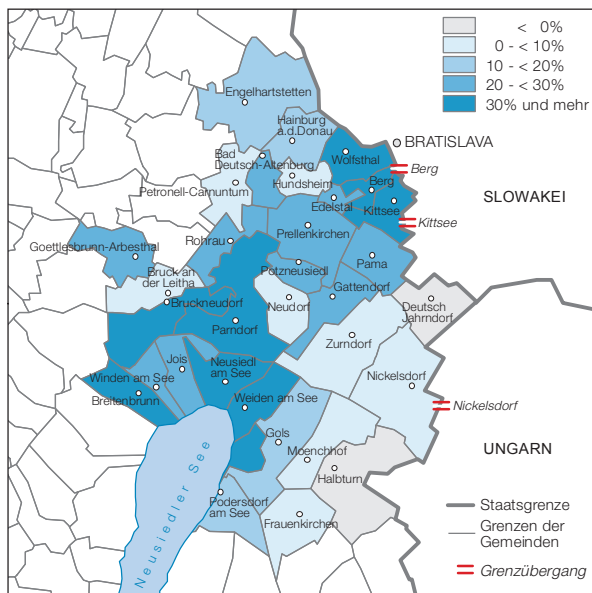 < 0%
0 - < 10%
10 - < 20%
20 - < 30%
30% und mehr
Engelhartstetten
Hainburg
a.d.Donau
BRATISLAVA
Wolfsthal
Bad
Deutsch-Altenburg
Berg
Hundsheim
Berg
Petronell-Carnuntum
SLOWAKEI
Edelstal
Kittsee
Kittsee
Prellenkirchen
Rohrau
Goettlesbrunn-Arbesthal
Pama
Potzneusiedl
Bruck an
der Leitha
Gattendorf
Bruckneudorf
Neudorf
Deutsch
Jahrndorf
Parndorf
Zurndorf
Jois
Neusiedl
am See
Nickelsdorf
Winden am See
Breitenbrunn
Weiden am See
Nickelsdorf
Gols
UNGARN
Moenchhof
Halbturn
Podersdorf
am See
Frauenkirchen
Neusiedler See
Staatsgrenze
Grenzen der
Gemeinden
Grenzübergang